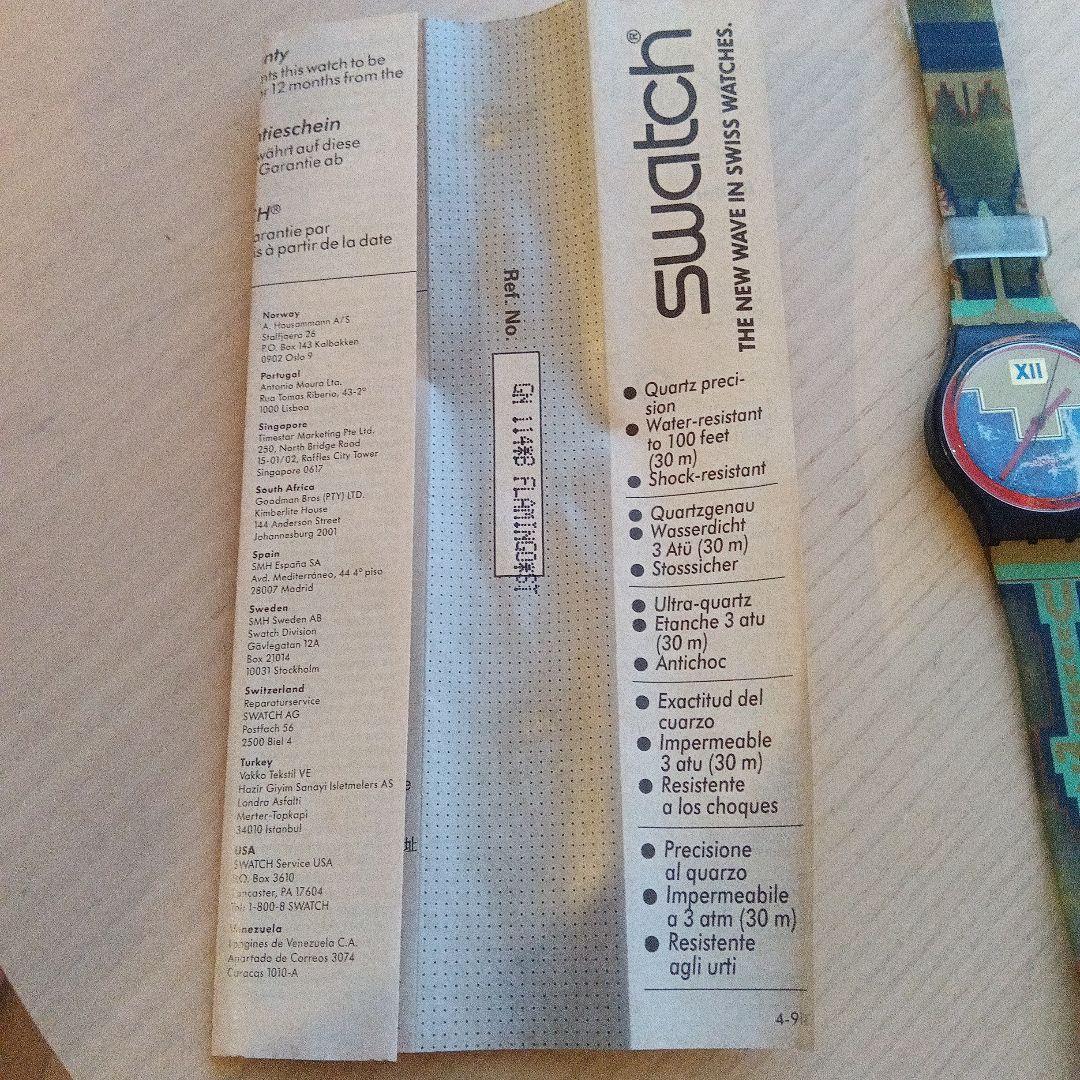 nty
nts this watch to be
r 12 months from the
tieschein
währt auf diese
Garantie ab
CH®
arantie par
is à partir de la date
Norway
A. Hausammann A/S
Stalfjaera 26
P.O. Box 143 Kalbakken
0902 Oslo 9
Portugal
Antonio Moura Lta.
Rua Tomas Riberio, 43-2°
1000 Lisboa
Singapore
Timestar Marketing Pte Ltd.
250, North Bridge Road
15-01/02, Raffles City Tower
Singapore 0617
South Africa
Goodman Bros (PTY) LTD.
Kimberlite House
144 Anderson Street
Johannesburg 2001
Spain
SMH España SA
Avd. Mediterráneo, 44 4° piso
28007 Madrid
Sweden
SMH Sweden AB
Swatch Division
Gävlegatan 12A
Box 21014
10031 Stockholm
Switzerland
Reparaturservice
SWATCH AG
Postfach 56
2500 Biel 4
Turkey
Vakko Tekstil VE
Hazir Giyim Sanayi Isletmelers AS
Londra Asfalti
Merter-Topkapi
34010 Istanbul
USA
SWATCH Service USA
P.O. Box 3610
Lancaster, PA 17604
Tel: 1-800-8 SWATCH
Venezuela
Longines de Venezuela C.A.
Apartado de Correos 3074
Caracas 1010-A
e
址
Ref. No.
GN 114*B FLAMINGO*ST
swatch®
THE NEW WAVE IN SWISS WATCHES.
● Quartz preci-
sion
● Water-resistant
to 100 feet
(30 m)
● Shock-resistant
● Quartzgenau
● Wasserdicht
3 Atü (30 m)
● Stosssicher
● Ultra-quartz
● Etanche 3 atu
(30 m)
● Antichoc
● Exactitud del
cuarzo
● Impermeable
3 atu (30 m)
● Resistente
a los choques
● Precisione
al quarzo
● Impermeabile
a 3 atm (30 m)
● Resistente
agli urti
XII